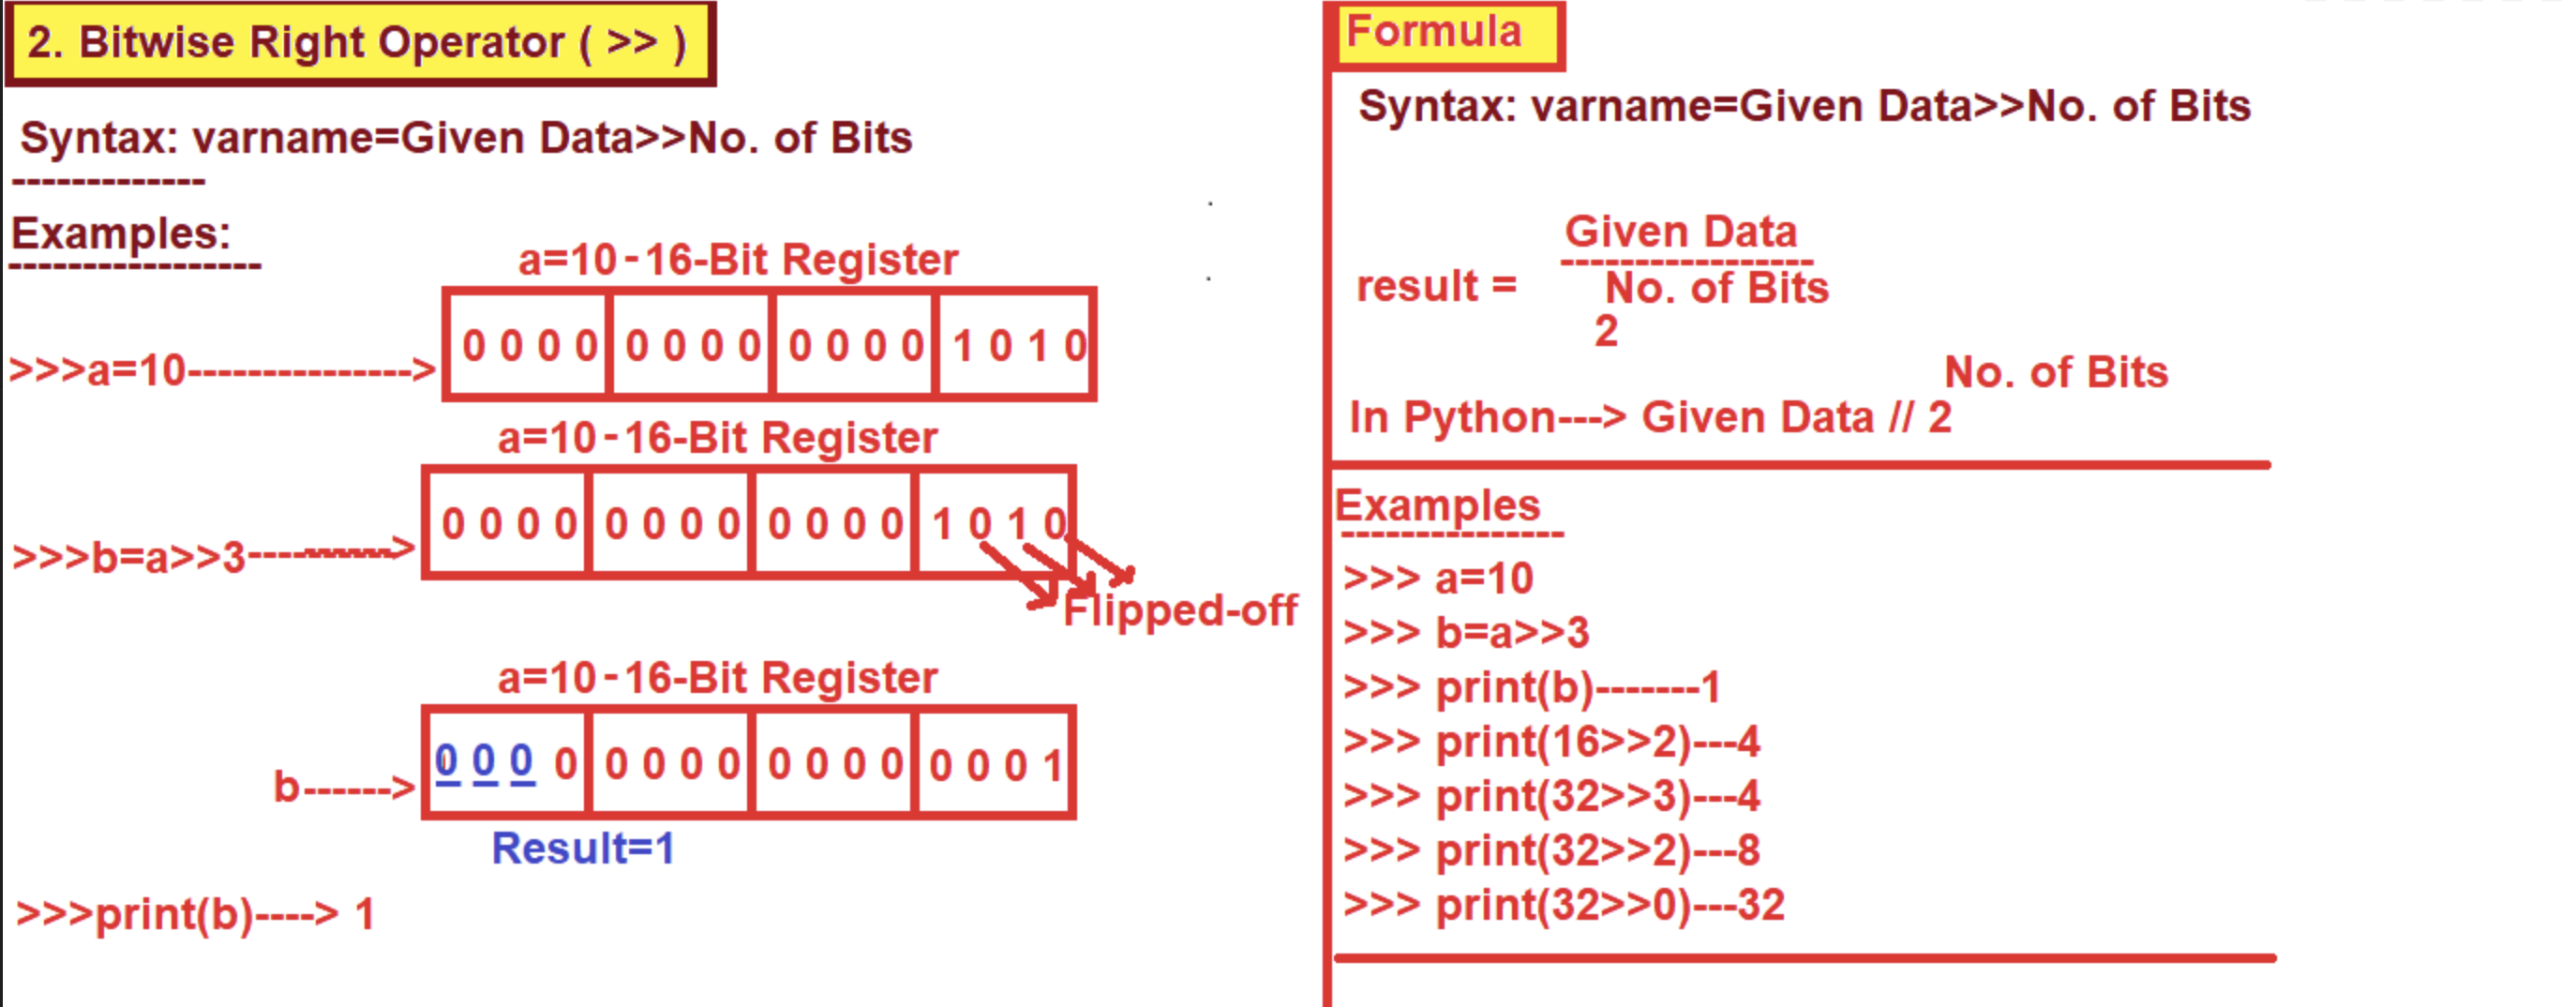 2. Bitwise Right Operator ( >> )
Syntax: varname=Given Data>>No. of Bits
-------------
Examples:
-----------------
a=10-16-Bit Register
0 0 0 0 0 0 0 0 0 0 0 0 1 0 1 0
>>>a=10--------------->
a=10-16-Bit Register
0 0 0 0 0 0 0 0 0 0 0 0 1 0 1 0
>>>b=a>>3---------->
Flipped-off
a=10-16-Bit Register
0 0 0 0 0 0 0 0 0 0 0 0 0 0 0 1
b------>
Result=1
>>>print(b)----> 1
Formula
Syntax: varname=Given Data>>No. of Bits
Given Data
-----------------
result =
No. of Bits
2
No. of Bits
In Python---> Given Data // 2
Examples
---------------
>>> a=10
>>> b=a>>3
>>> print(b)-------1
>>> print(16>>2)---4
>>> print(32>>3)---4
>>> print(32>>2)---8
>>> print(32>>0)---32